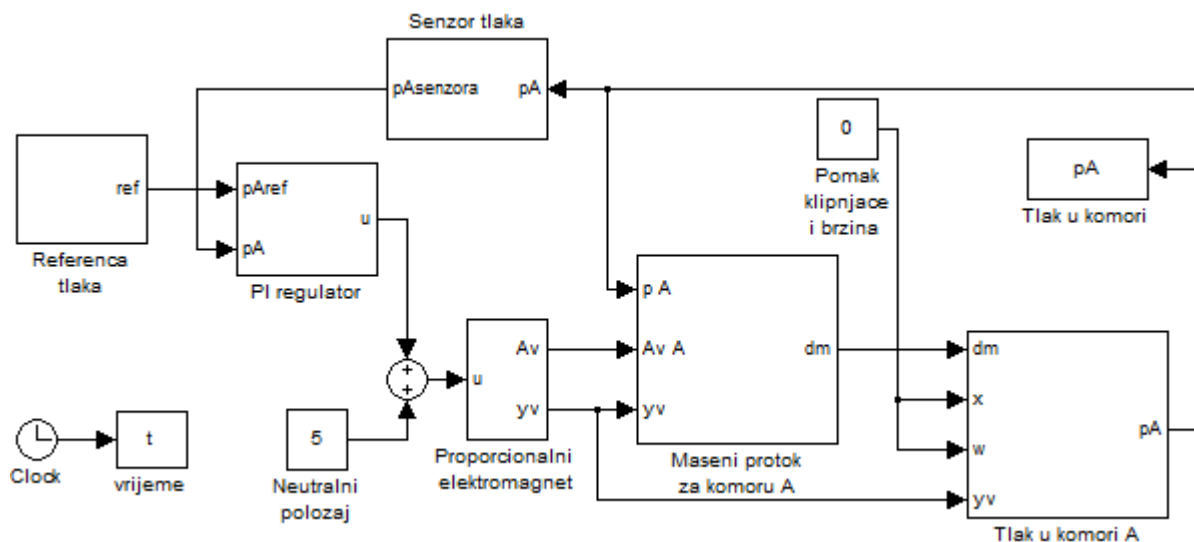 Senzor tlaka
pAsenzora
pA
ref
Referenca
tlaka
pAref
pA
u
PI regulator
0
Pomak
klipnjace
i brzina
pA
Tlak u komori
p A
Av A
yv
dm
Maseni protok
za komoru A
u
Av
yv
Proporcionalni
elektromagnet
+
+
5
Neutralni
polozaj
Clock
t
vrijeme
dm
x
w
yv
pA
Tlak u komori A